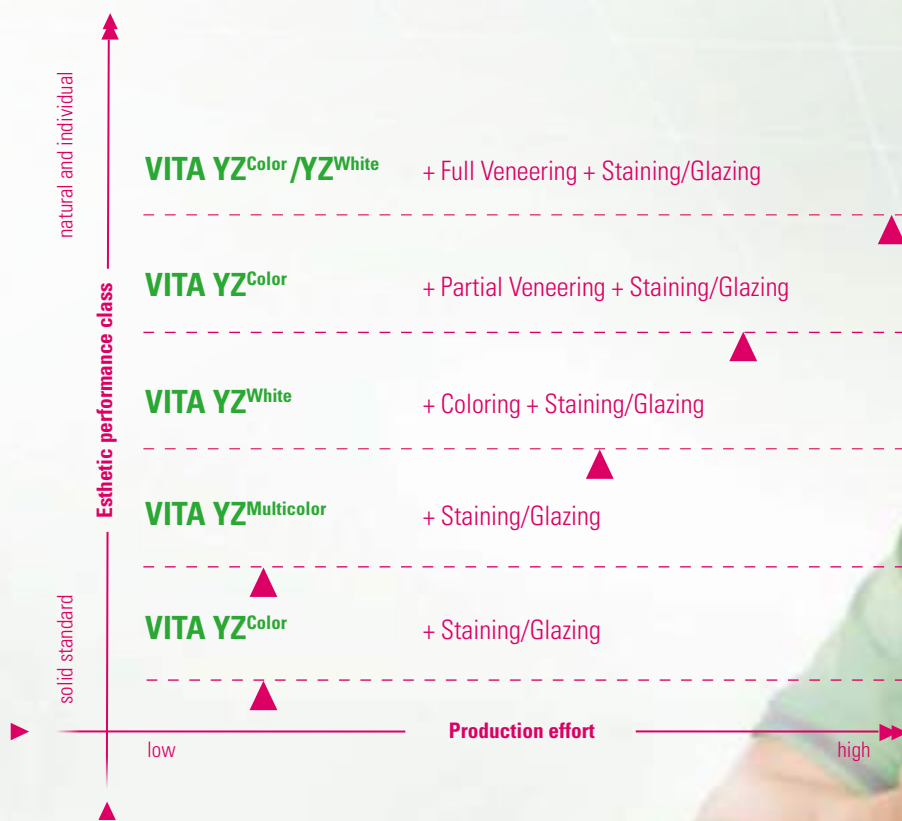 natural and individual
Esthetic performance class
solid standard
VITA YZColor/YZWhite + Full Veneering + Staining/Glazing
VITA YZColor + Partial Veneering + Staining/Glazing
VITA YZWhite + Coloring + Staining/Glazing
VITA YZMulticolor + Staining/Glazing
VITA YZColor + Staining/Glazing
low Production effort high